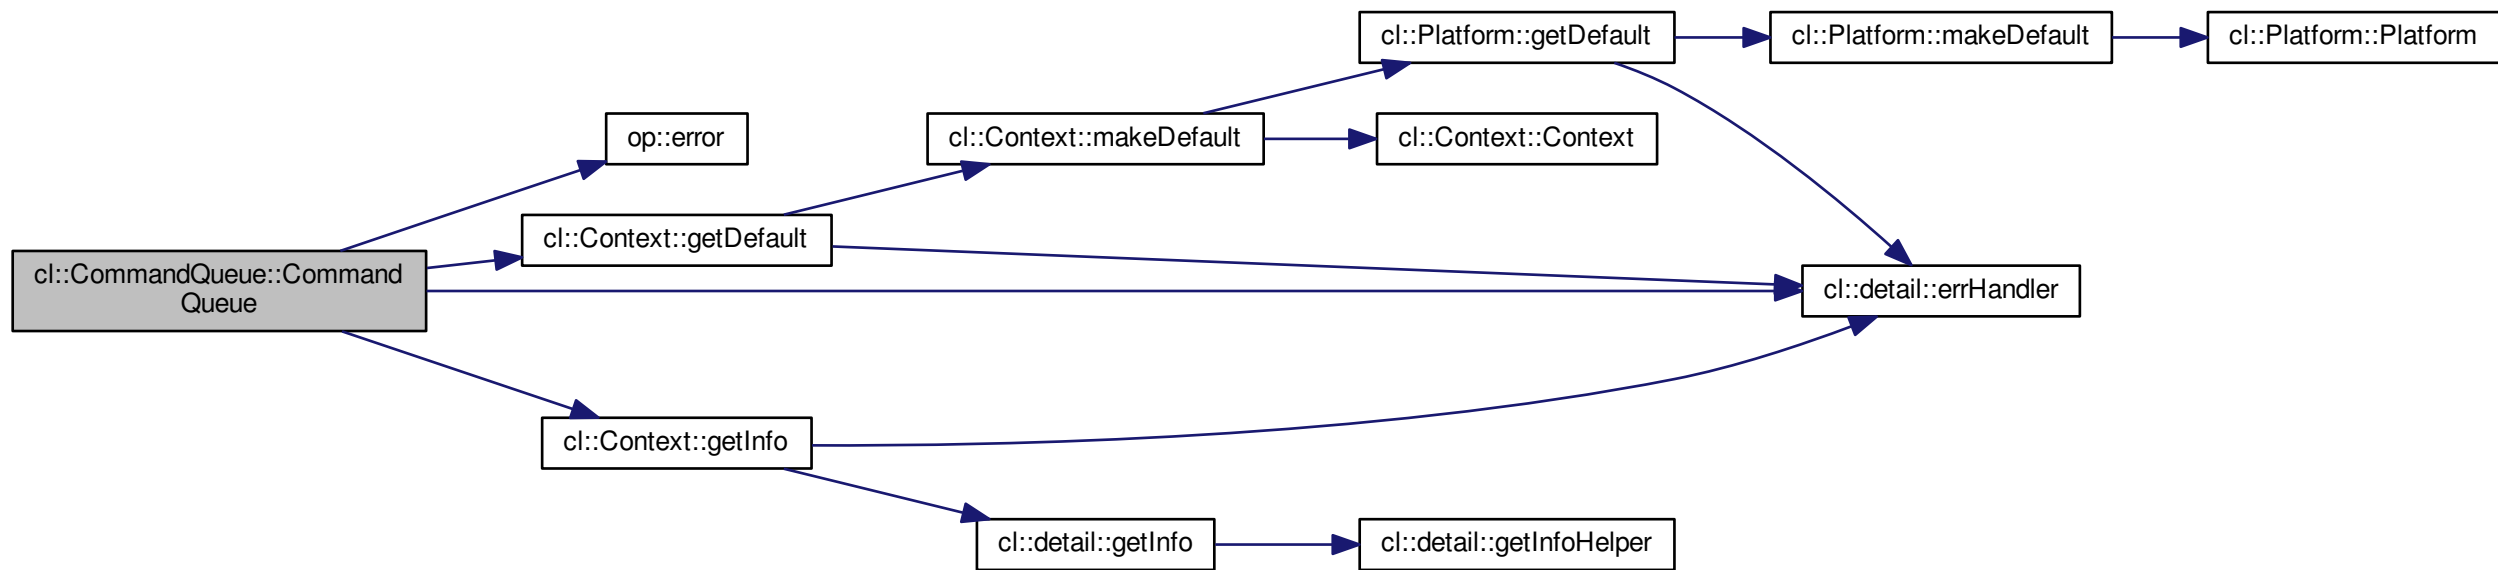 cl::Platform::getDefault
cl::Platform::makeDefault
cl::Platform::Platform
op::error
cl::Context::makeDefault
cl::Context::Context
cl::Context::getDefault
cl::CommandQueue::Command
Queue
cl::detail::errHandler
cl::Context::getInfo
cl::detail::getInfo
cl::detail::getInfoHelper